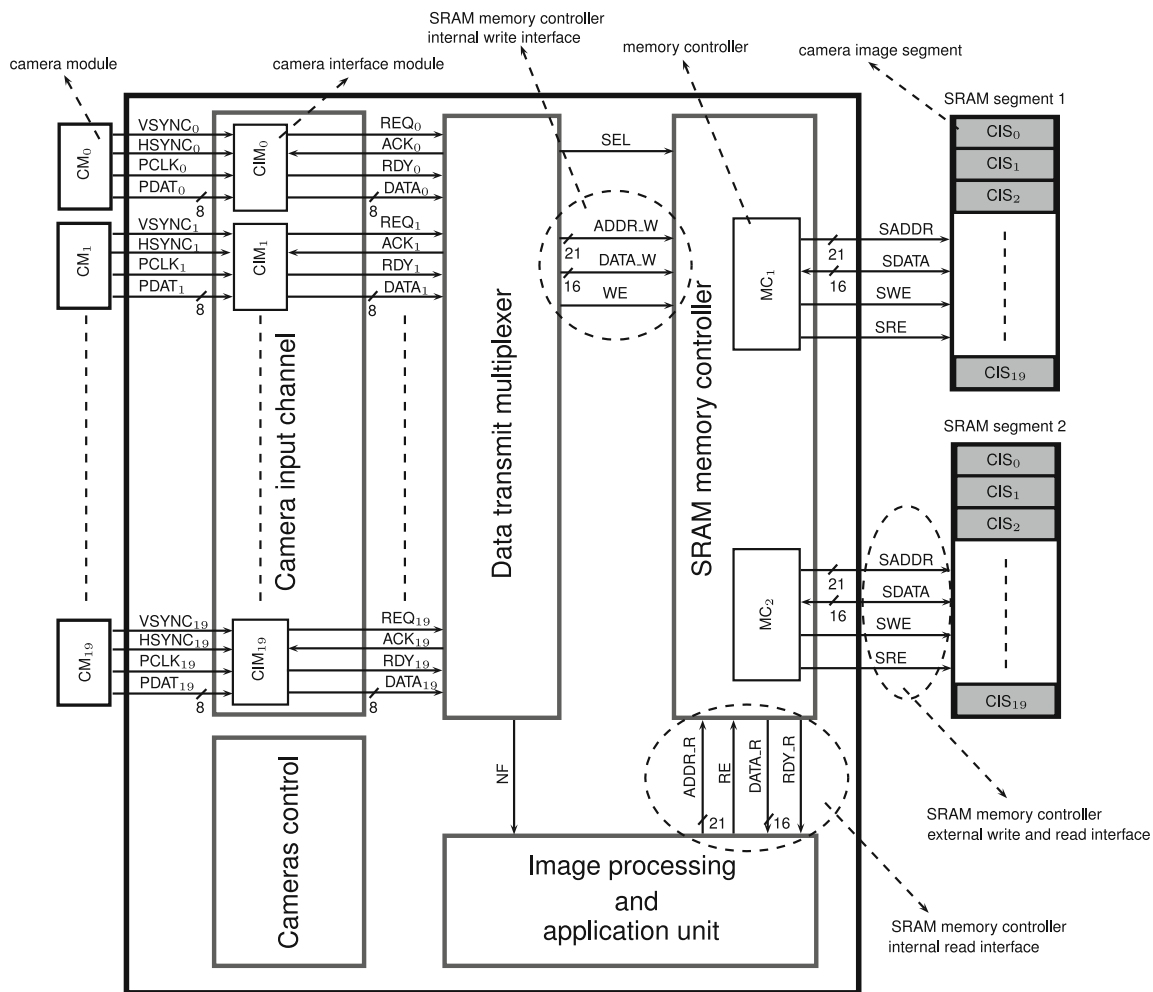 SRAM memory controller
internal write interface
camera module
camera interface module
memory controller
camera image segment
SRAM segment 1
CM₀
VSYNC₀
HSYNC₀
PCLK₀
PDAT₀
8
CIM₀
REQ₀
ACK₀
RDY₀
DATA₀
8
CM₁
VSYNC₁
HSYNC₁
PCLK₁
PDAT₁
8
CIM₁
REQ₁
ACK₁
RDY₁
DATA₁
8
CM₁₉
VSYNC₁₉
HSYNC₁₉
PCLK₁₉
PDAT₁₉
8
CIM₁₉
REQ₁₉
ACK₁₉
RDY₁₉
DATA₁₉
8
Camera input channel
Data transmit multiplexer
SEL
ADDR_W
21
DATA_W
16
WE
SRAM memory controller
MC₁
SADDR
21
SDATA
16
SWE
SRE
CIS₀
CIS₁
CIS₂
CIS₁₉
SRAM segment 2
MC₂
SADDR
21
SDATA
16
SWE
SRE
CIS₀
CIS₁
CIS₂
CIS₁₉
NF
ADDR_R
21
RE
DATA_R
16
RDY_R
SRAM memory controller
external write and read interface
SRAM memory controller
internal read interface
Cameras control
Image processing
and
application unit